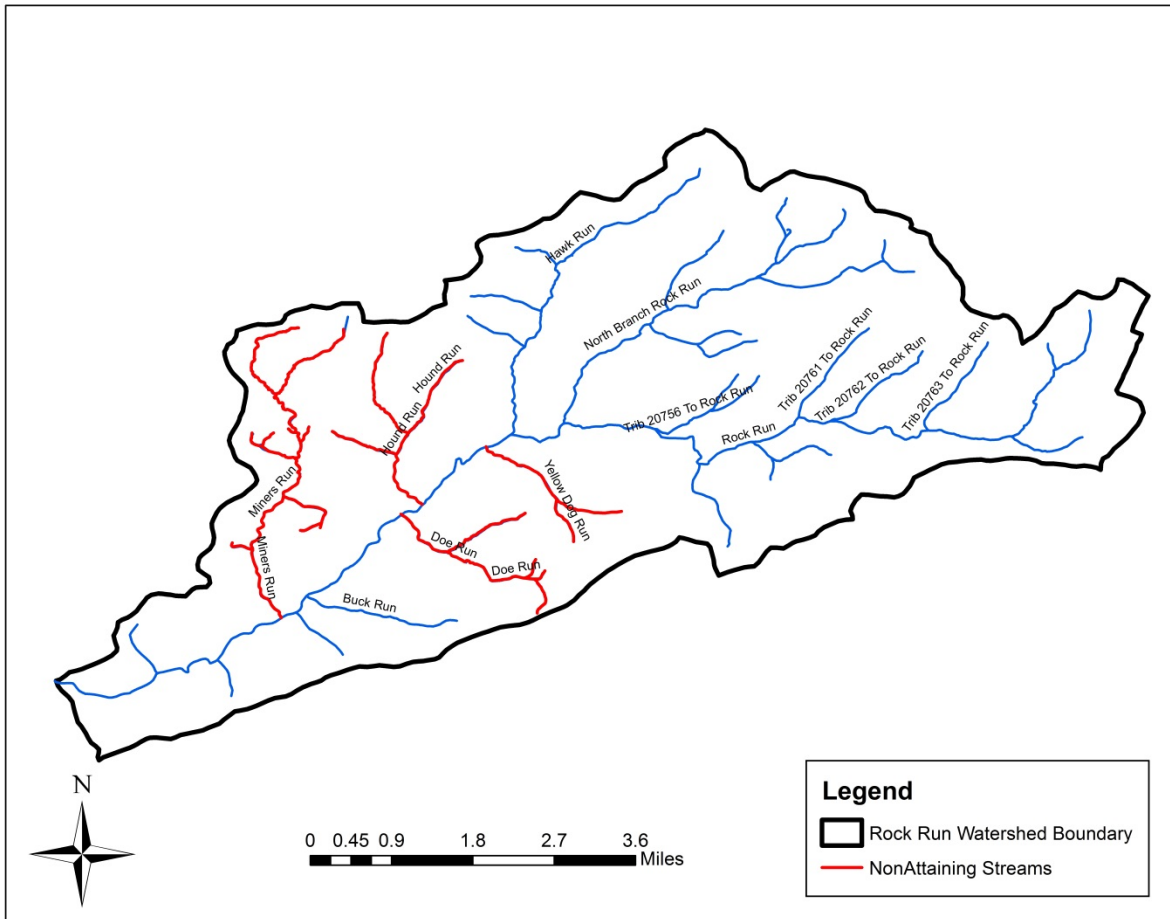 Hawk Run
North Branch Rock Run
Hound Run
Hound Run
Trib 20761 To Rock Run
Trib 20762 To Rock Run
Trib 20763 To Rock Run
Trib 20756 To Rock Run
Rock Run
Yellow Dog Run
Miners Run
Miners Run
Doe Run
Doe Run
Buck Run
N
0 0.45 0.9 1.8 2.7 3.6
Miles
Legend
Rock Run Watershed Boundary
NonAttaining Streams